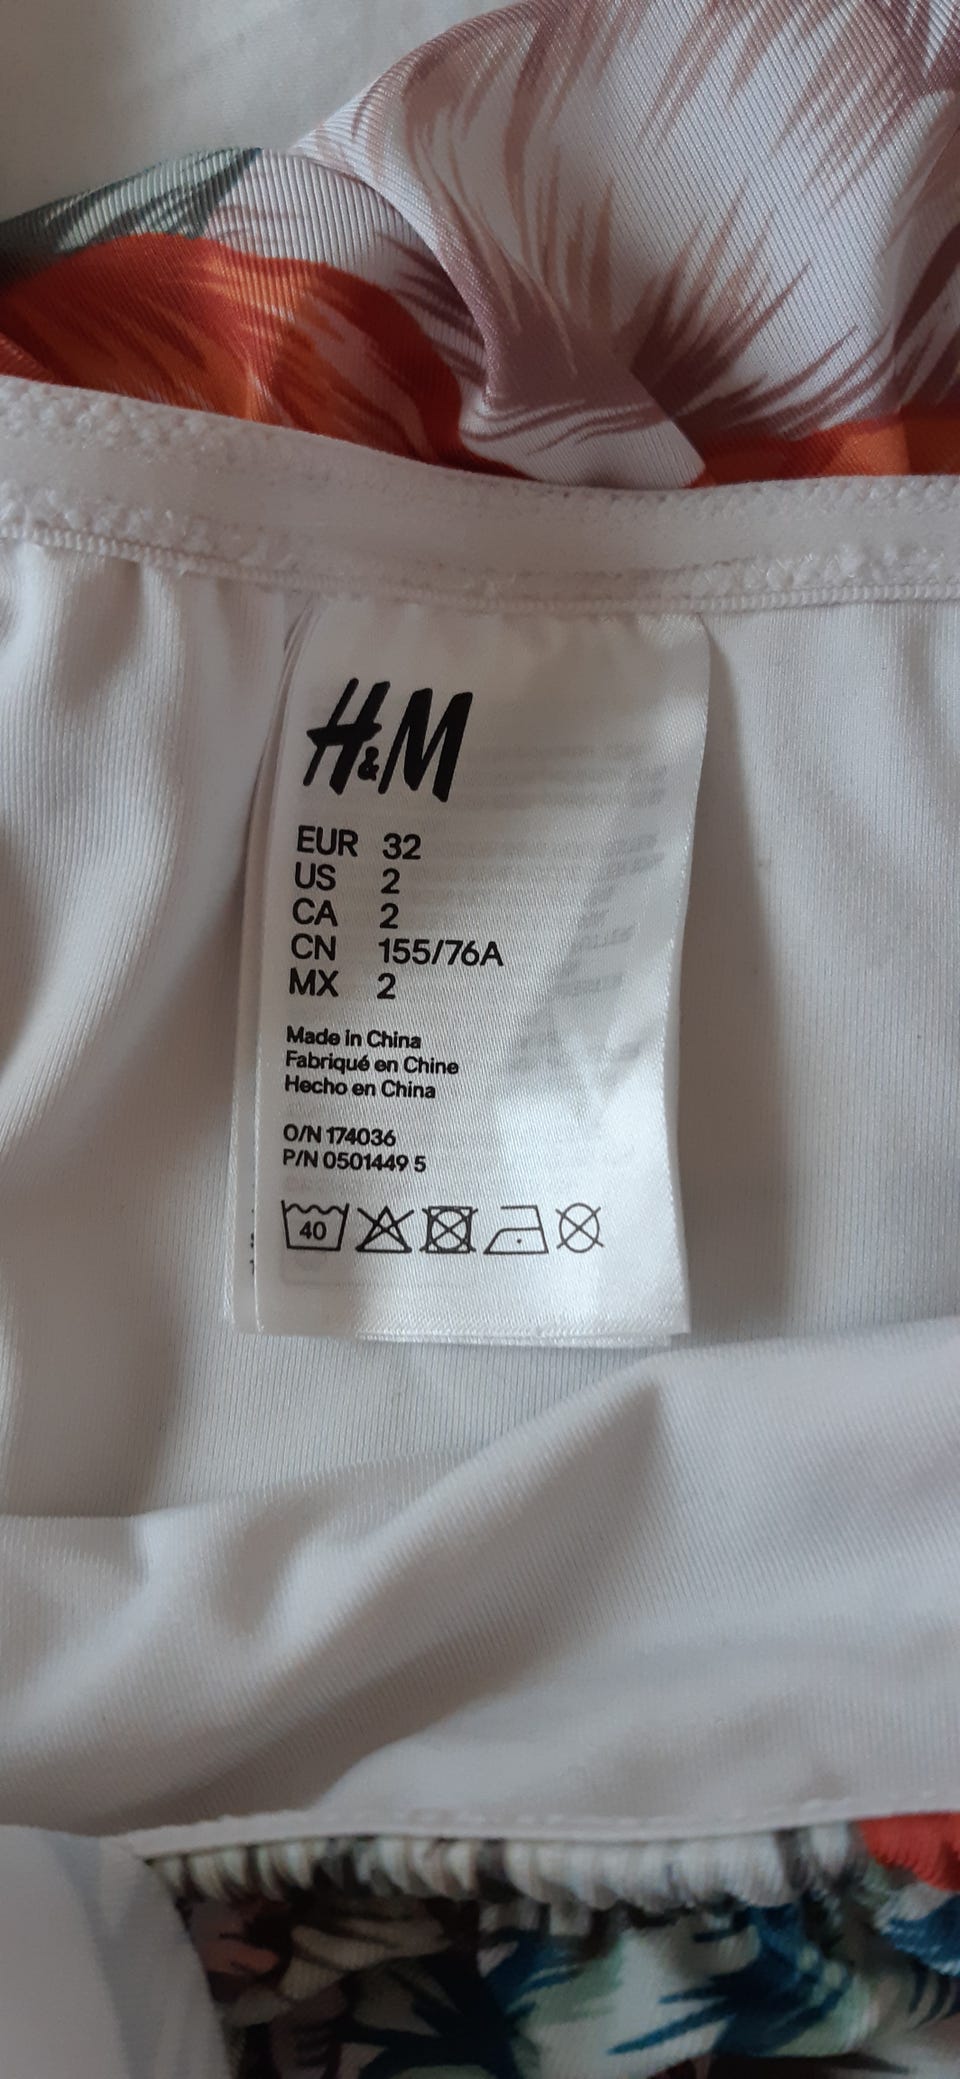 H&M
EUR 32
US 2
CA 2
CN 155/76A
MX 2
Made in China
Fabriqué en Chine
Hecho en China
O/N 174036
P/N 0501449 5
40